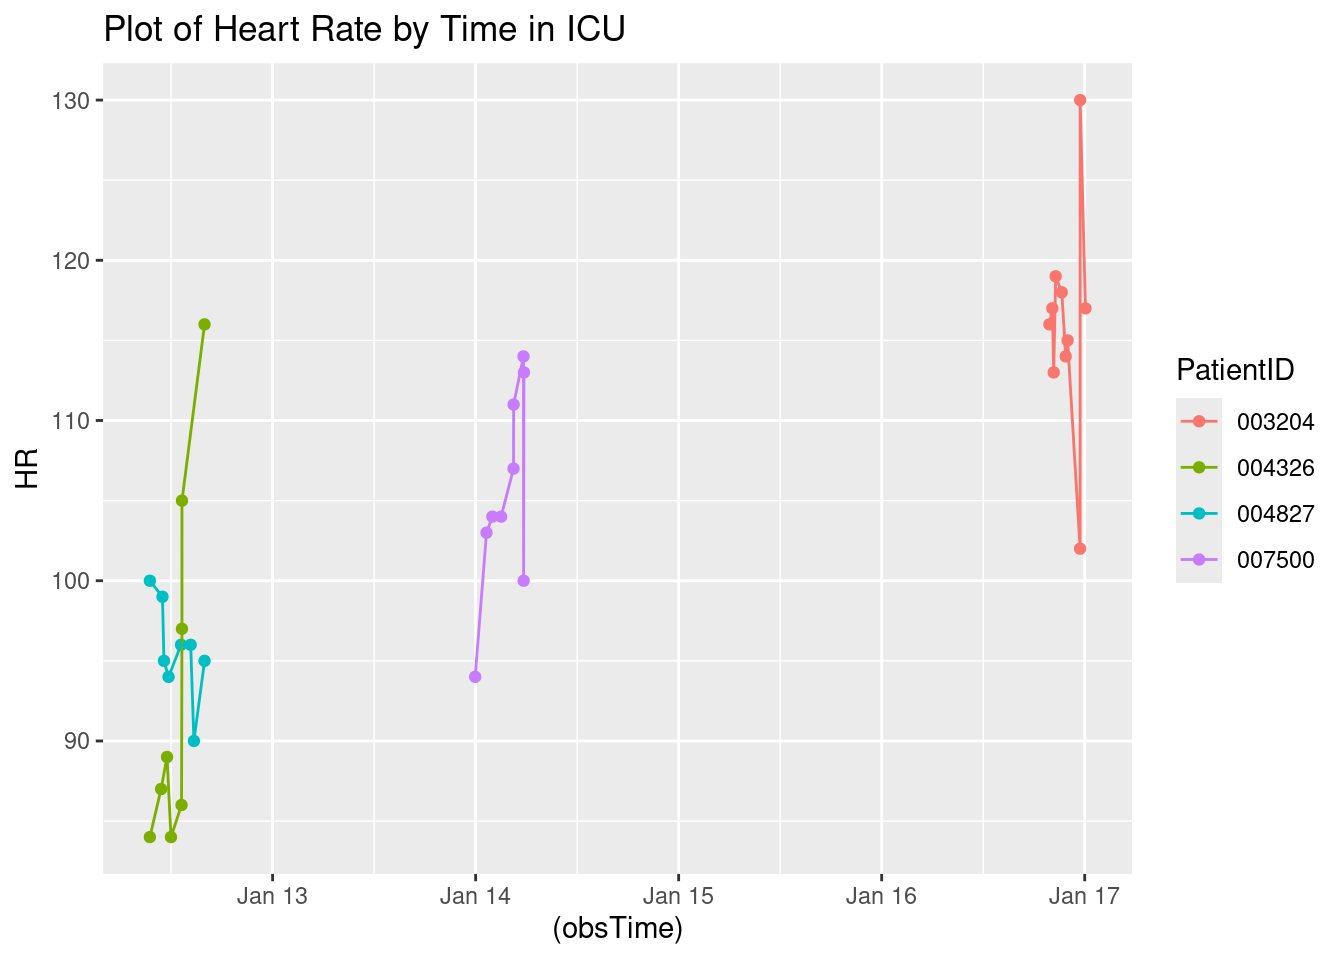 Plot of Heart Rate by Time in ICU
130
120
110
100
90
HR
Jan 13
Jan 14
Jan 15
Jan 16
Jan 17
(obsTime)
PatientID
003204
004326
004827
007500